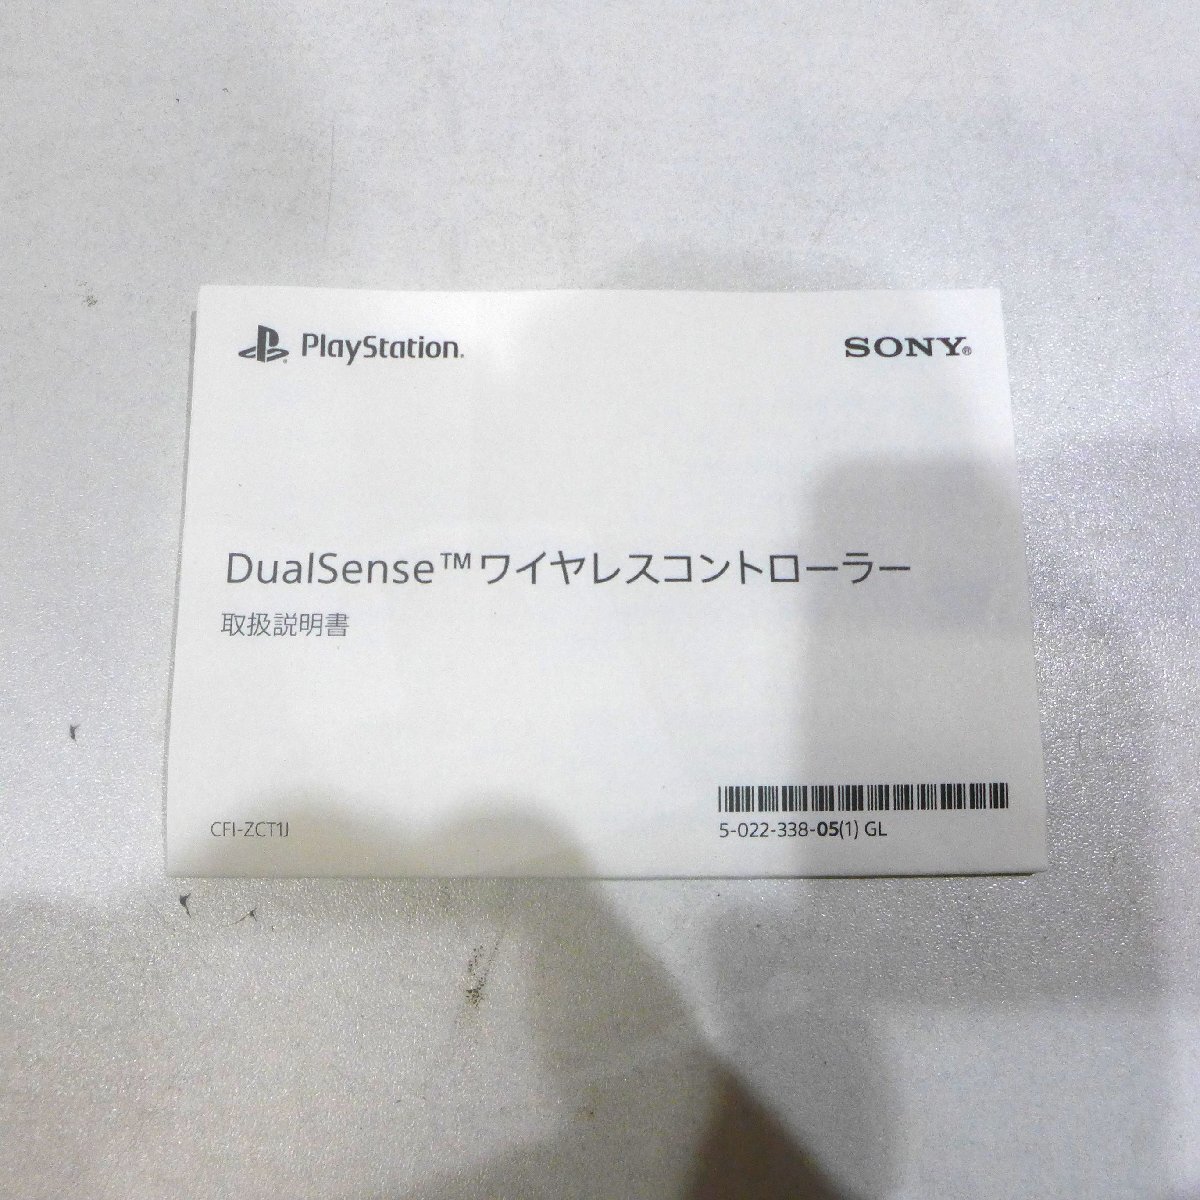 PlayStation®
SONY®
DualSense™ワイヤレスコントローラー
取扱説明書
CFI-ZCT1J
5-022-338-05(1) GL